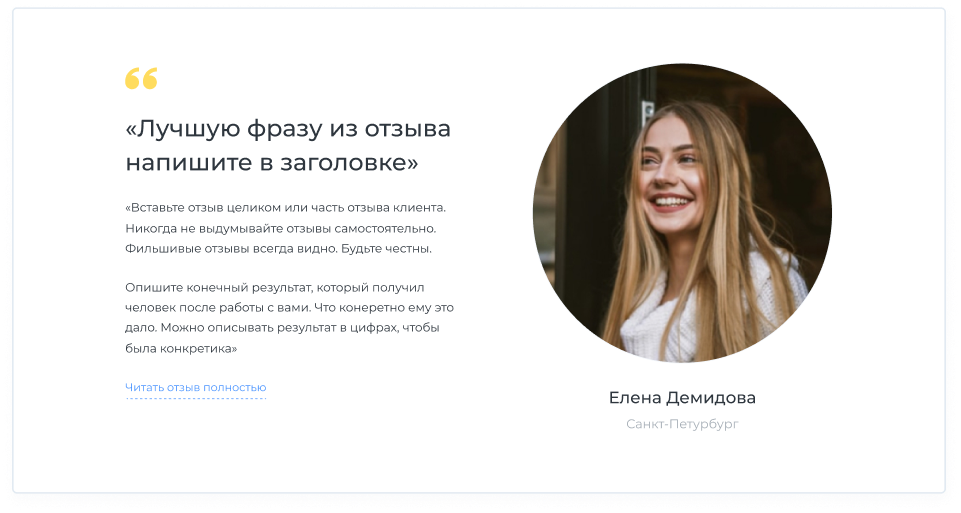 «Лучшую фразу из отзыва
напишите в заголовке»
«Вставьте отзыв целиком или часть отзыва клиента.
Никогда не выдумывайте отзывы самостоятельно.
Фильшивые отзывы всегда видно. Будьте честны.
Опишите конечный результат, который получил
человек после работы с вами. Что конеретно ему это
дало. Можно описывать результат в цифрах, чтобы
была конкретика»
Читать отзыв полностью
Елена Демидова
Санкт-Петурбург